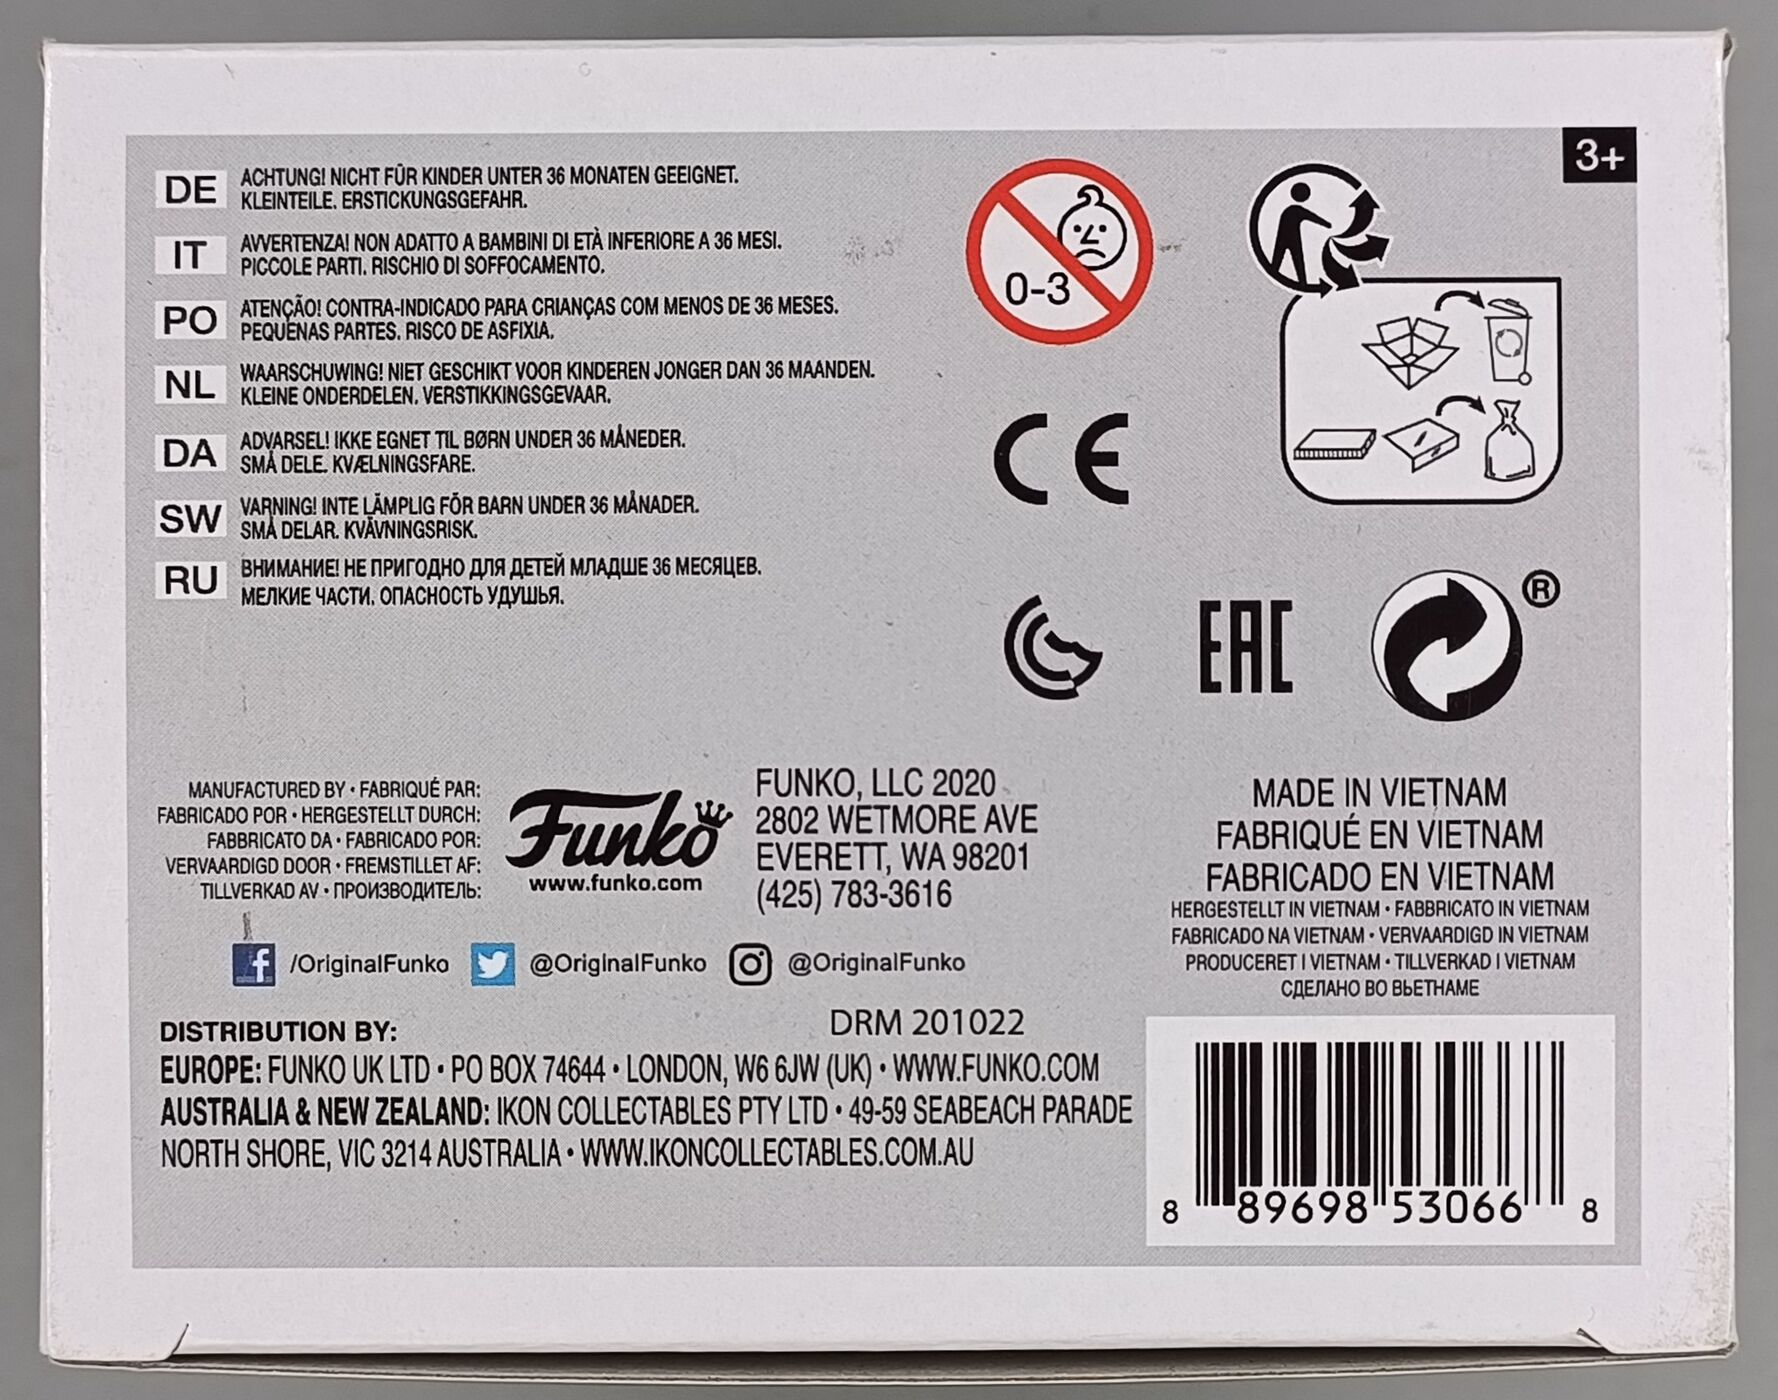 3+
DE
ACHTUNG! NICHT FÜR KINDER UNTER 36 MONATEN GEEIGNET.
KLEINTEILE. ERSTICKUNGSGEFAHR.
IT
AVVERTENZA! NON ADATTO A BAMBINI DI ETÀ INFERIORE A 36 MESI.
PICCOLE PARTI. RISCHIO DI SOFFOCAMENTO.
PO
ATENÇÃO! CONTRA-INDICADO PARA CRIANÇAS COM MENOS DE 36 MESES.
PEQUENAS PARTES. RISCO DE ASFIXIA.
NL
WAARSCHUWING! NIET GESCHIKT VOOR KINDEREN JONGER DAN 36 MAANDEN.
KLEINE ONDERDELEN. VERSTIKKINGSGEVAAR.
DA
ADVARSEL! IKKE EGNET TIL BØRN UNDER 36 MÅNEDER.
SMÅ DELE. KVÆLNINGSFARE.
SW
VARNING! INTE LÄMPLIG FÖR BARN UNDER 36 MÅNADER.
SMÅ DELAR. KVÄVNINGSRISK.
RU
ВНИМАНИЕ! НЕ ПРИГОДНО ДЛЯ ДЕТЕЙ МЛАДШЕ 36 МЕСЯЦЕВ.
МЕЛКИЕ ЧАСТИ. ОПАСНОСТЬ УДУШЬЯ.
0-3
CE
EAC
®
MANUFACTURED BY • FABRIQUÉ PAR:
FABRICADO POR • HERGESTELLT DURCH:
FABBRICATO DA • FABRICADO POR:
VERVAARDIGD DOOR • FREMSTILLET AF:
TILLVERKAD AV • ПРОИЗВОДИТЕЛЬ:
Funko
www.funko.com
FUNKO, LLC 2020
2802 WETMORE AVE
EVERETT, WA 98201
(425) 783-3616
/OriginalFunko @OriginalFunko @OriginalFunko
MADE IN VIETNAM
FABRIQUÉ EN VIETNAM
FABRICADO EN VIETNAM
HERGESTELLT IN VIETNAM • FABBRICATO IN VIETNAM
FABRICADO NA VIETNAM • VERVAARDIGD IN VIETNAM
PRODUCERET I VIETNAM • TILLVERKAD I VIETNAM
СДЕЛАНО ВО ВЬЕТНАМЕ
DRM 201022
DISTRIBUTION BY:
EUROPE: FUNKO UK LTD • PO BOX 74644 • LONDON, W6 6JW (UK) • WWW.FUNKO.COM
AUSTRALIA & NEW ZEALAND: IKON COLLECTABLES PTY LTD • 49-59 SEABEACH PARADE
NORTH SHORE, VIC 3214 AUSTRALIA • WWW.IKONCOLLECTABLES.COM.AU
8 89698 53066 8